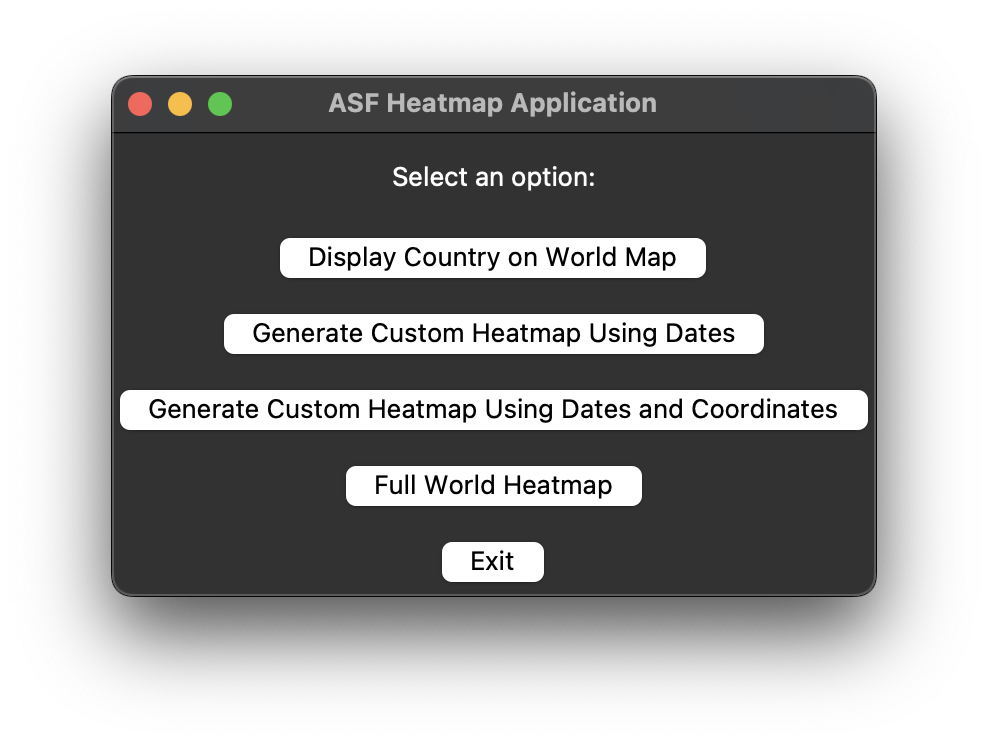 ASF Heatmap Application
Select an option:
Display Country on World Map
Generate Custom Heatmap Using Dates
Generate Custom Heatmap Using Dates and Coordinates
Full World Heatmap
Exit